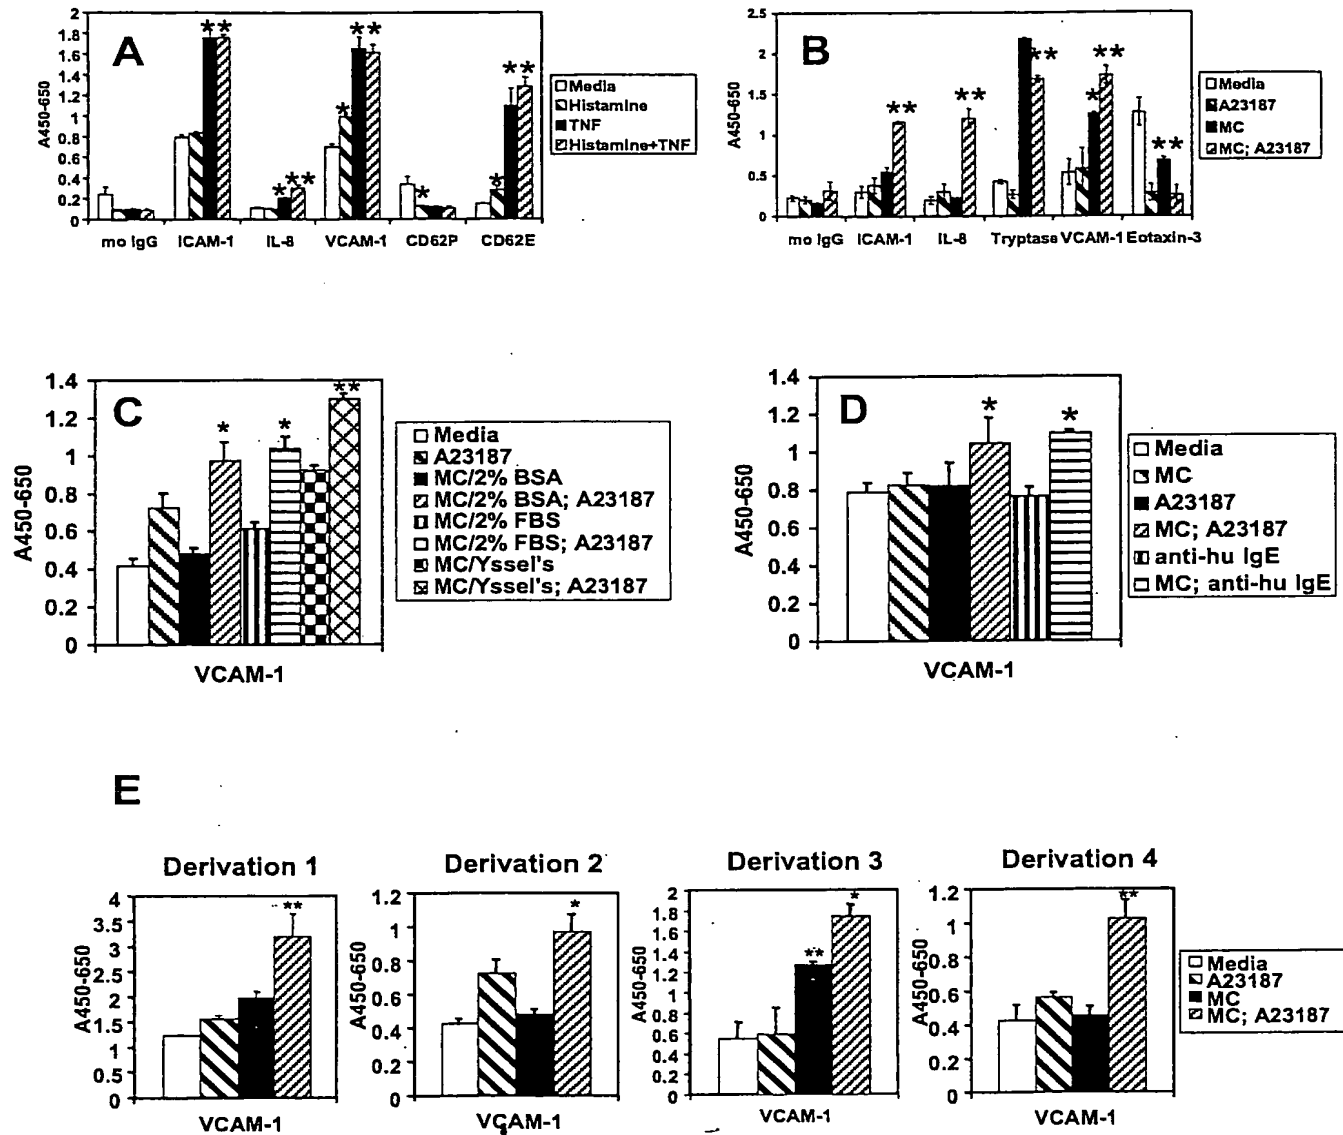 A
A450-650
2
1.8
1.6
1.4
1.2
1
0.8
0.6
0.4
0.2
0
** * ** * ** * * **
mo IgG ICAM-1 IL-8 VCAM-1 CD62P CD62E
Media
Histamine
TNF
Histamine+TNF
B
A450-650
2.5
2
1.5
1
0.5
0
** ** ** * ** **
mo IgG ICAM-1 IL-8 Tryptase VCAM-1 Eotaxin-3
Media
A23187
MC
MC; A23187
C
A450-650
1.4
1.2
1
0.8
0.6
0.4
0.2
0
* * **
VCAM-1
Media
A23187
MC/2% BSA
MC/2% BSA; A23187
MC/2% FBS
MC/2% FBS; A23187
MC/Yssel's
MC/Yssel's; A23187
D
A450-650
1.4
1.2
1
0.8
0.6
0.4
0.2
0
* *
VCAM-1
Media
MC
A23187
MC; A23187
anti-hu IgE
MC; anti-hu IgE
E
Derivation 1
A450-650
4
3.5
3
2.5
2
1.5
1
0.5
0
**
VCAM-1
Derivation 2
A450-650
1.2
1
0.8
0.6
0.4
0.2
0
*
VCAM-1
Derivation 3
A450-650
2
1.8
1.6
1.4
1.2
1
0.8
0.6
0.4
0.2
0
** *
VCAM-1
Derivation 4
A450-650
1.2
1
0.8
0.6
0.4
0.2
0
**
VCAM-1
Media
A23187
MC
MC; A23187